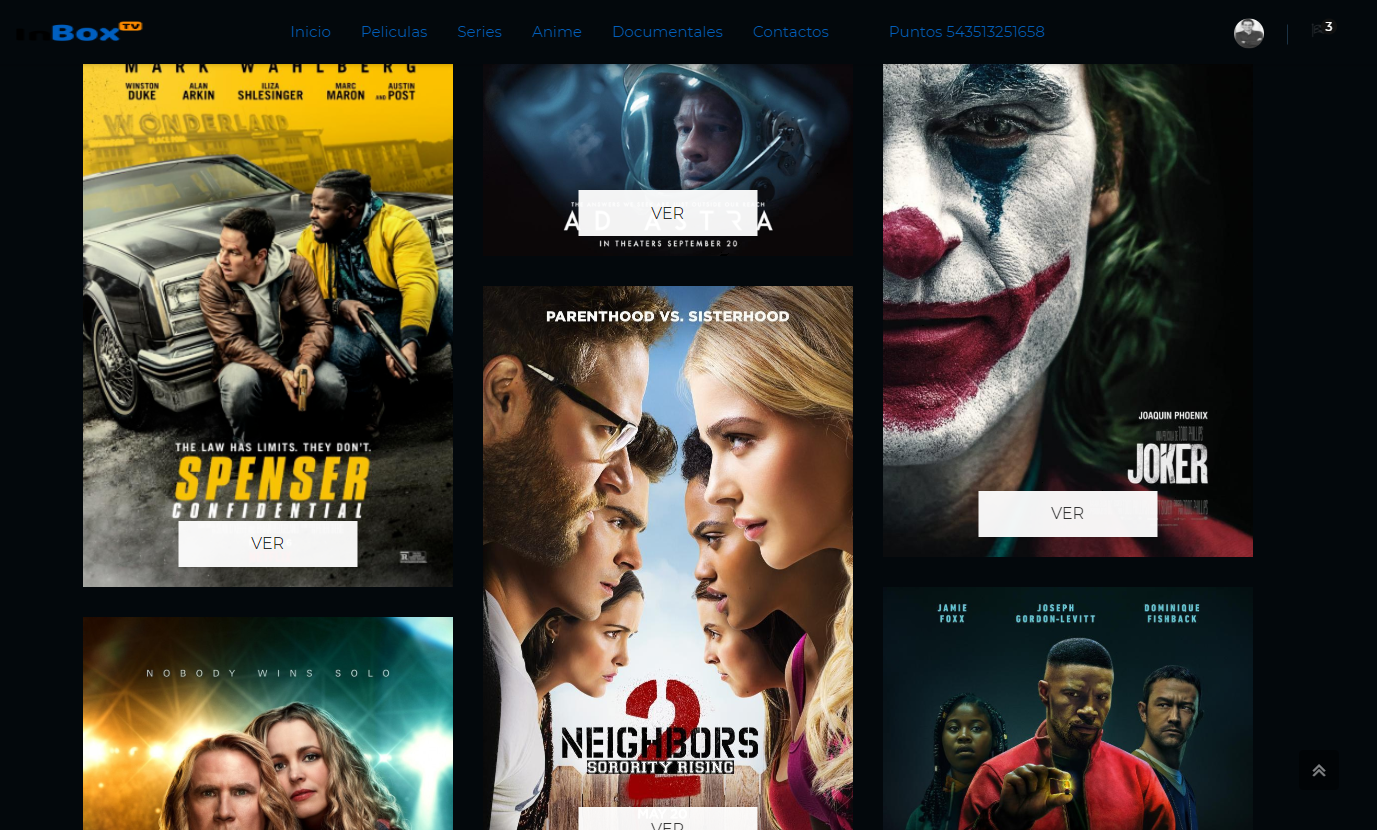 InBox TV
Inicio Peliculas Series Anime Documentales Contactos Puntos 543513251658
3
MARK WAHLBERG
WINSTON DUKE ALAN ARKIN ILIZA SHLESINGER MARC MARON AND AUSTIN POST
WONDERLAND
THE LAW HAS LIMITS. THEY DON'T.
SPENSER
CONFIDENTIAL
VER
NOBODY WINS SOLO
AD ASTRA
VER
IN THEATERS SEPTEMBER 20
PARENTHOOD VS. SISTERHOOD
2
NEIGHBORS
SORORITY RISING
VER
JOAQUIN PHOENIX
JOKER
VER
JAMIE FOXX JOSEPH GORDON-LEVITT DOMINIQUE FISHBACK